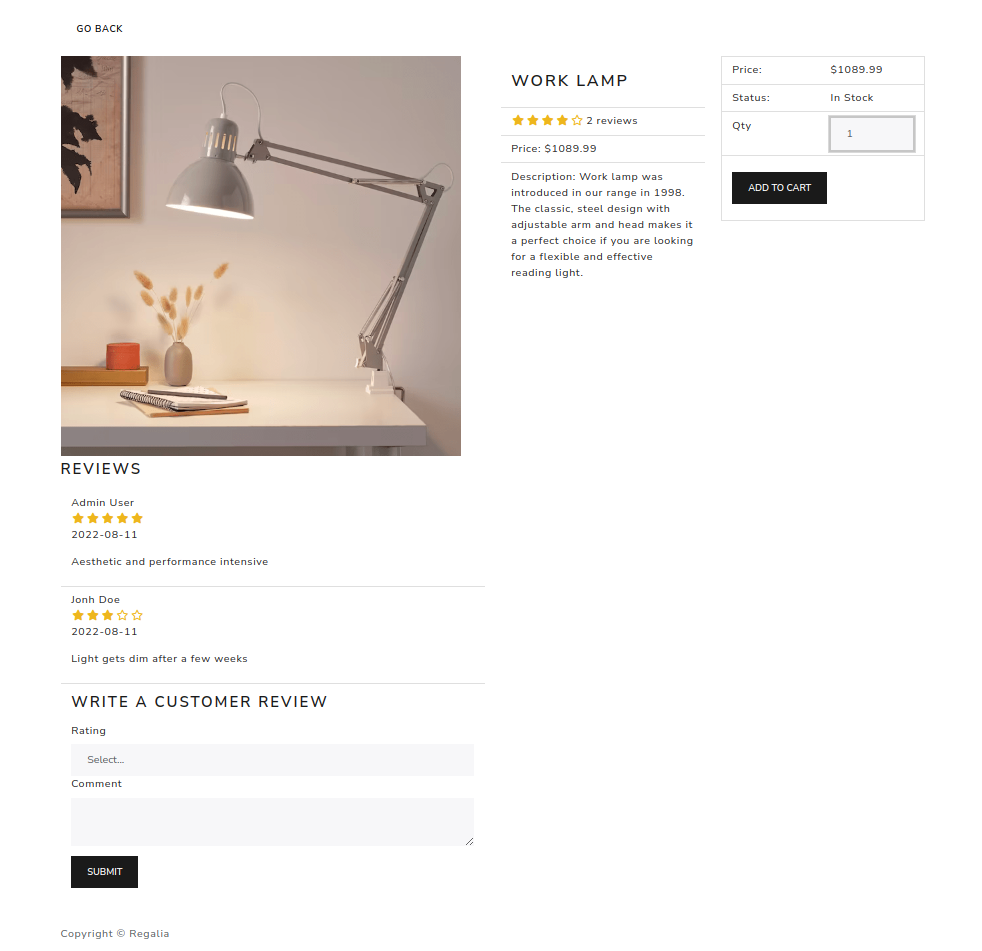 GO BACK
WORK LAMP
2 reviews
Price: $1089.99
Description: Work lamp was
introduced in our range in 1998.
The classic, steel design with
adjustable arm and head makes it
a perfect choice if you are looking
for a flexible and effective
reading light.
Price: $1089.99
Status: In Stock
Qty 1
ADD TO CART
REVIEWS
Admin User
2022-08-11
Aesthetic and performance intensive
Jonh Doe
2022-08-11
Light gets dim after a few weeks
WRITE A CUSTOMER REVIEW
Rating
Select...
Comment
SUBMIT
Copyright © Regalia